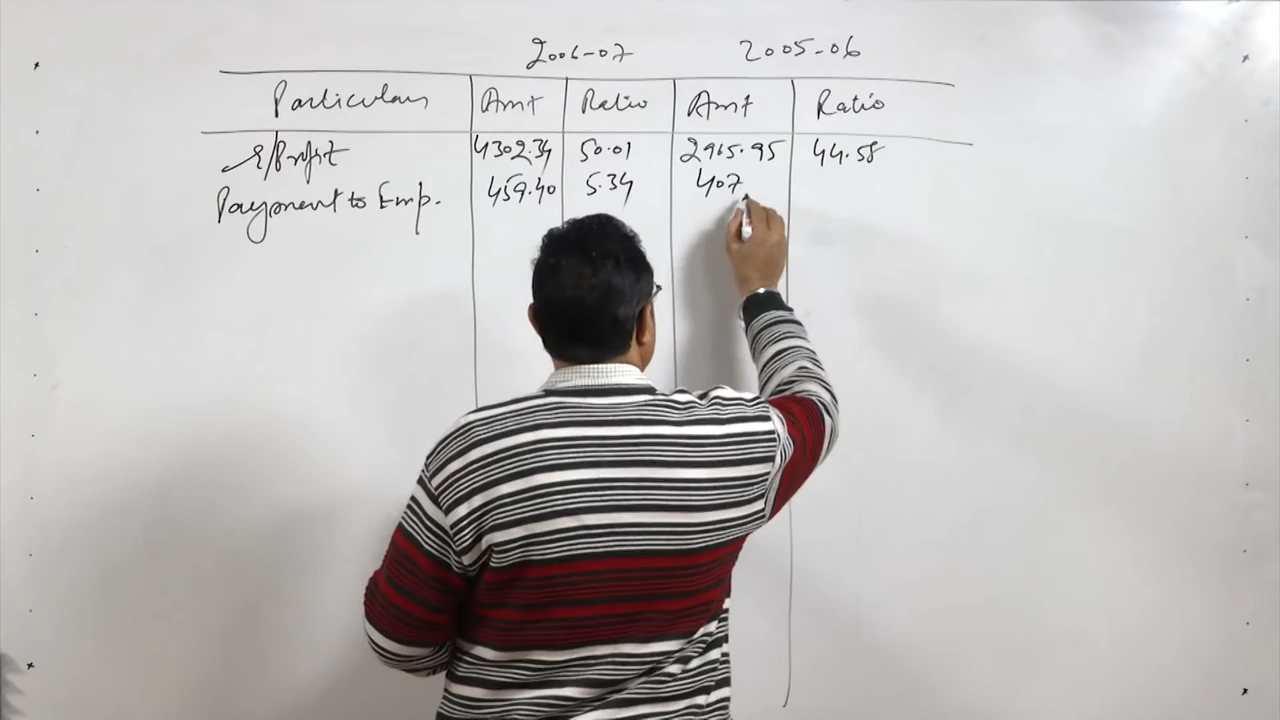 2006-07 2005-06
Particulars Amt Ratio Amt Ratio
G/Profit 4302.34 50.01 2965.95 44.58
Payment to Emp. 459.40 5.34 407